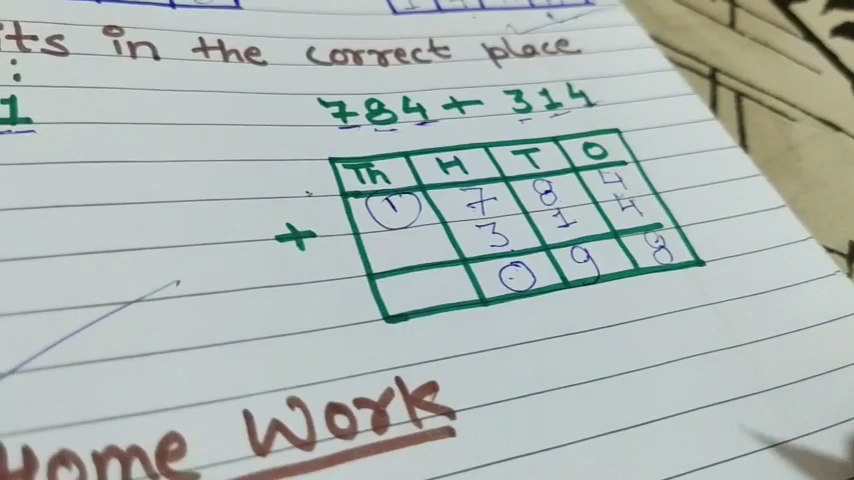 its in the correct place
1
784 + 314
Th H T O
1 7 8 4
+ 3 1 4
0 9 8
Home Work